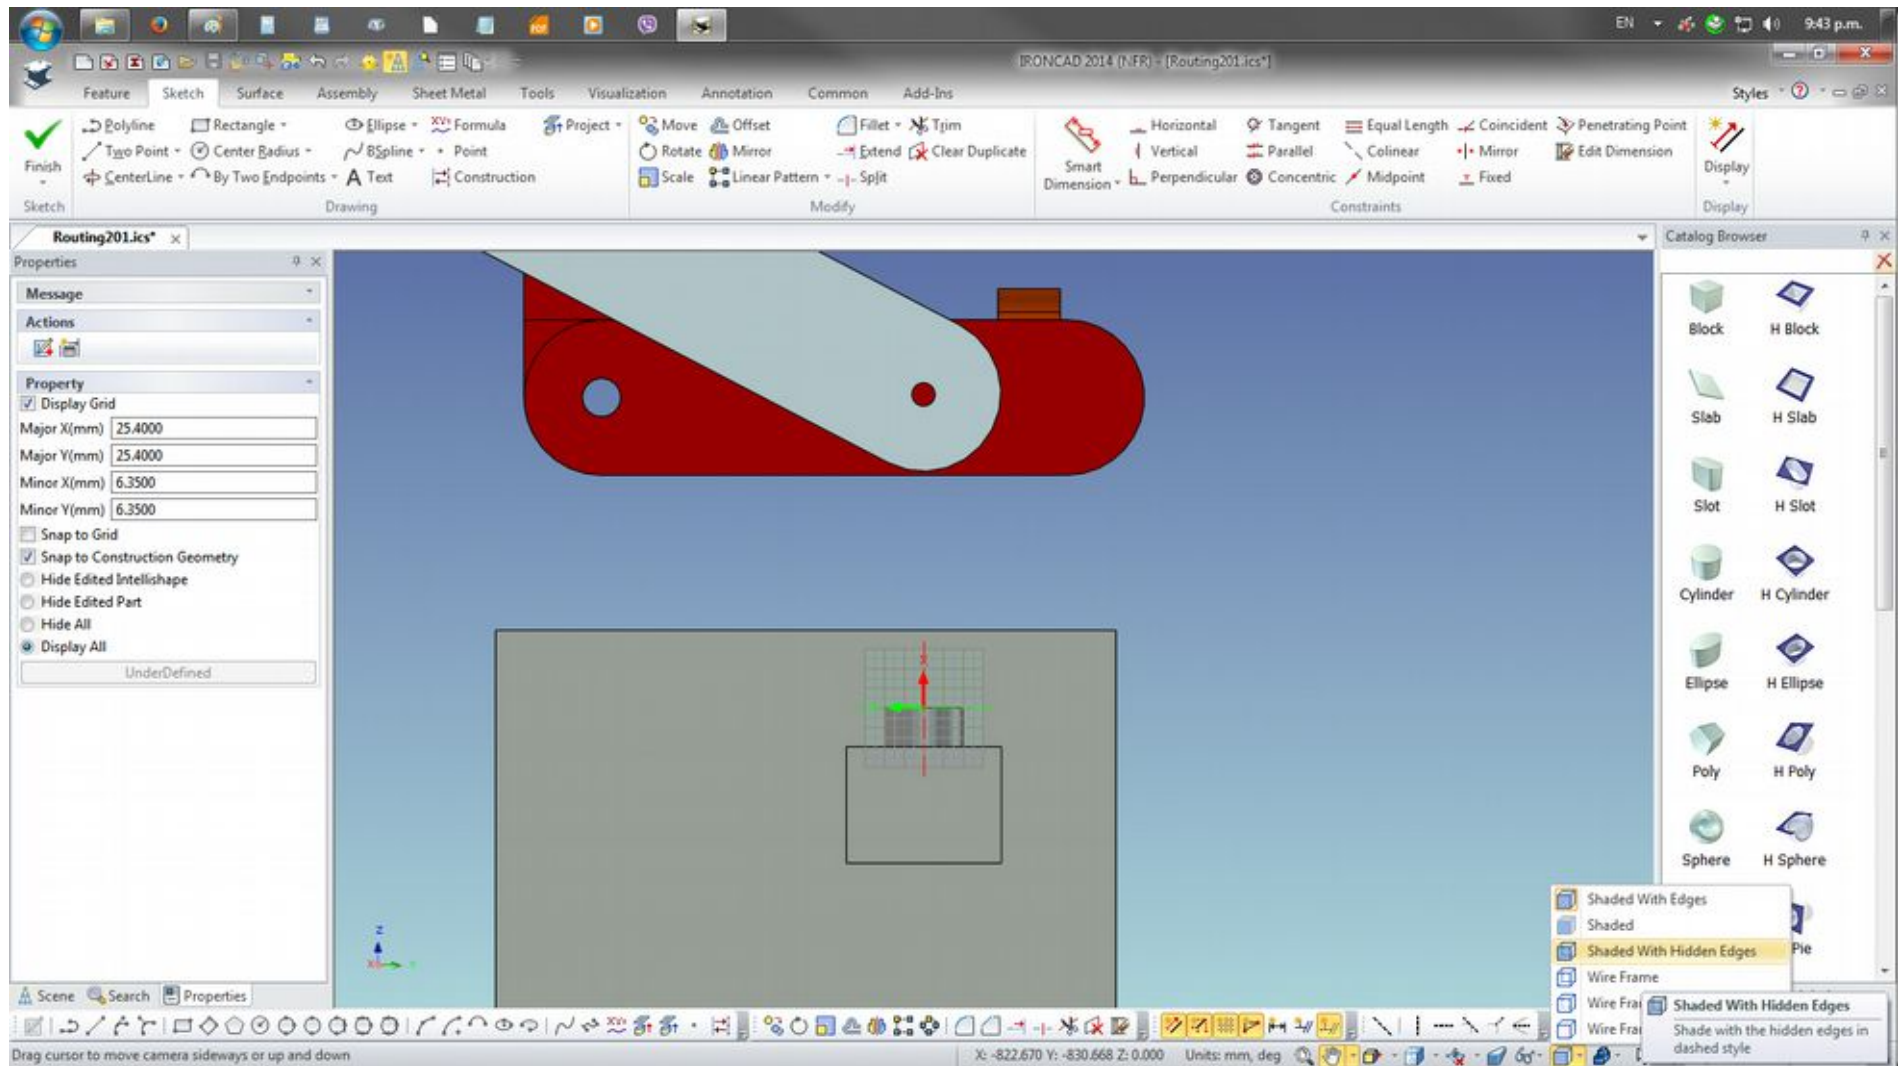 EN 9:43 p.m.
IRONCAD 2014 (NFR) - [Routing201.ics*]
Feature Sketch Surface Assembly Sheet Metal Tools Visualization Annotation Common Add-Ins Styles
Polyline Rectangle Ellipse Formula Project Move Offset Fillet Trim Horizontal Tangent Equal Length Coincident Penetrating Point
Two Point Center Radius BSpline Point Rotate Mirror Extend Clear Duplicate Vertical Parallel Colinear Mirror Edit Dimension
Finish Smart Dimension Display
CenterLine By Two Endpoints Text Construction Scale Linear Pattern Split Perpendicular Concentric Midpoint Fixed
Sketch Drawing Modify Constraints Display
Routing201.ics*
Catalog Browser
Properties
Message
Actions
Property
Display Grid
Major X(mm) 25.4000
Major Y(mm) 25.4000
Minor X(mm) 6.3500
Minor Y(mm) 6.3500
Snap to Grid
Snap to Construction Geometry
Hide Edited Intellishape
Hide Edited Part
Hide All
Display All
UnderDefined
Block H Block
Slab H Slab
Slot H Slot
Cylinder H Cylinder
Ellipse H Ellipse
Poly H Poly
Sphere H Sphere
Pie
Z
X
Shaded With Edges
Shaded
Shaded With Hidden Edges
Wire Frame
Wire Fra
Wire Fra
Shaded With Hidden Edges
Shade with the hidden edges in
dashed style
Scene Search Properties
Drag cursor to move camera sideways or up and down
X: -822.670 Y: -830.668 Z: 0.000 Units: mm, deg